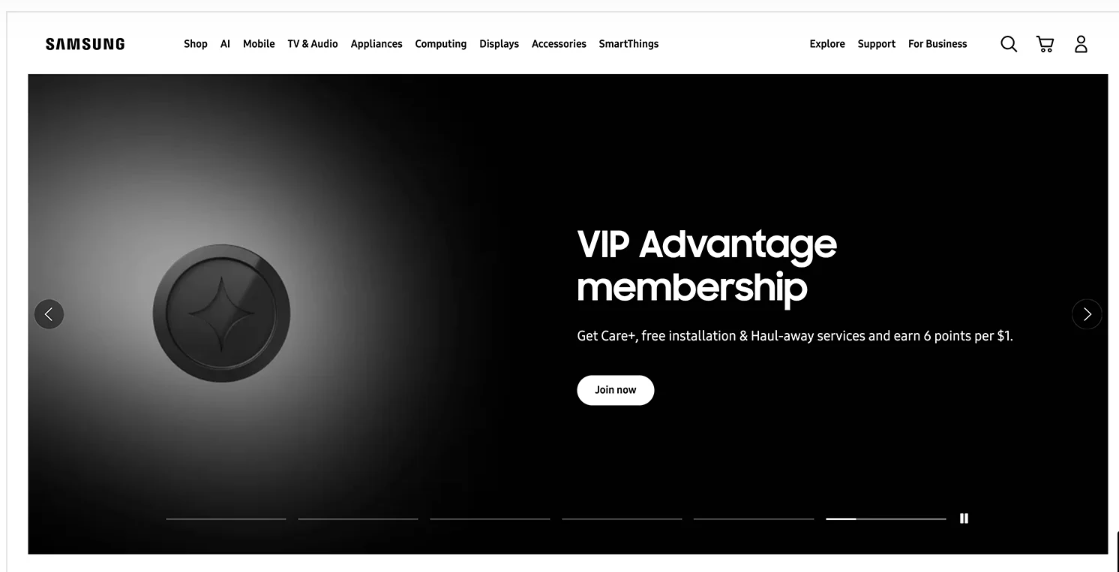 SAMSUNG Shop AI Mobile TV & Audio Appliances Computing Displays Accessories SmartThings Explore Support For Business
VIP Advantage
membership
Get Care+, free installation & Haul-away services and earn 6 points per $1.
Join now